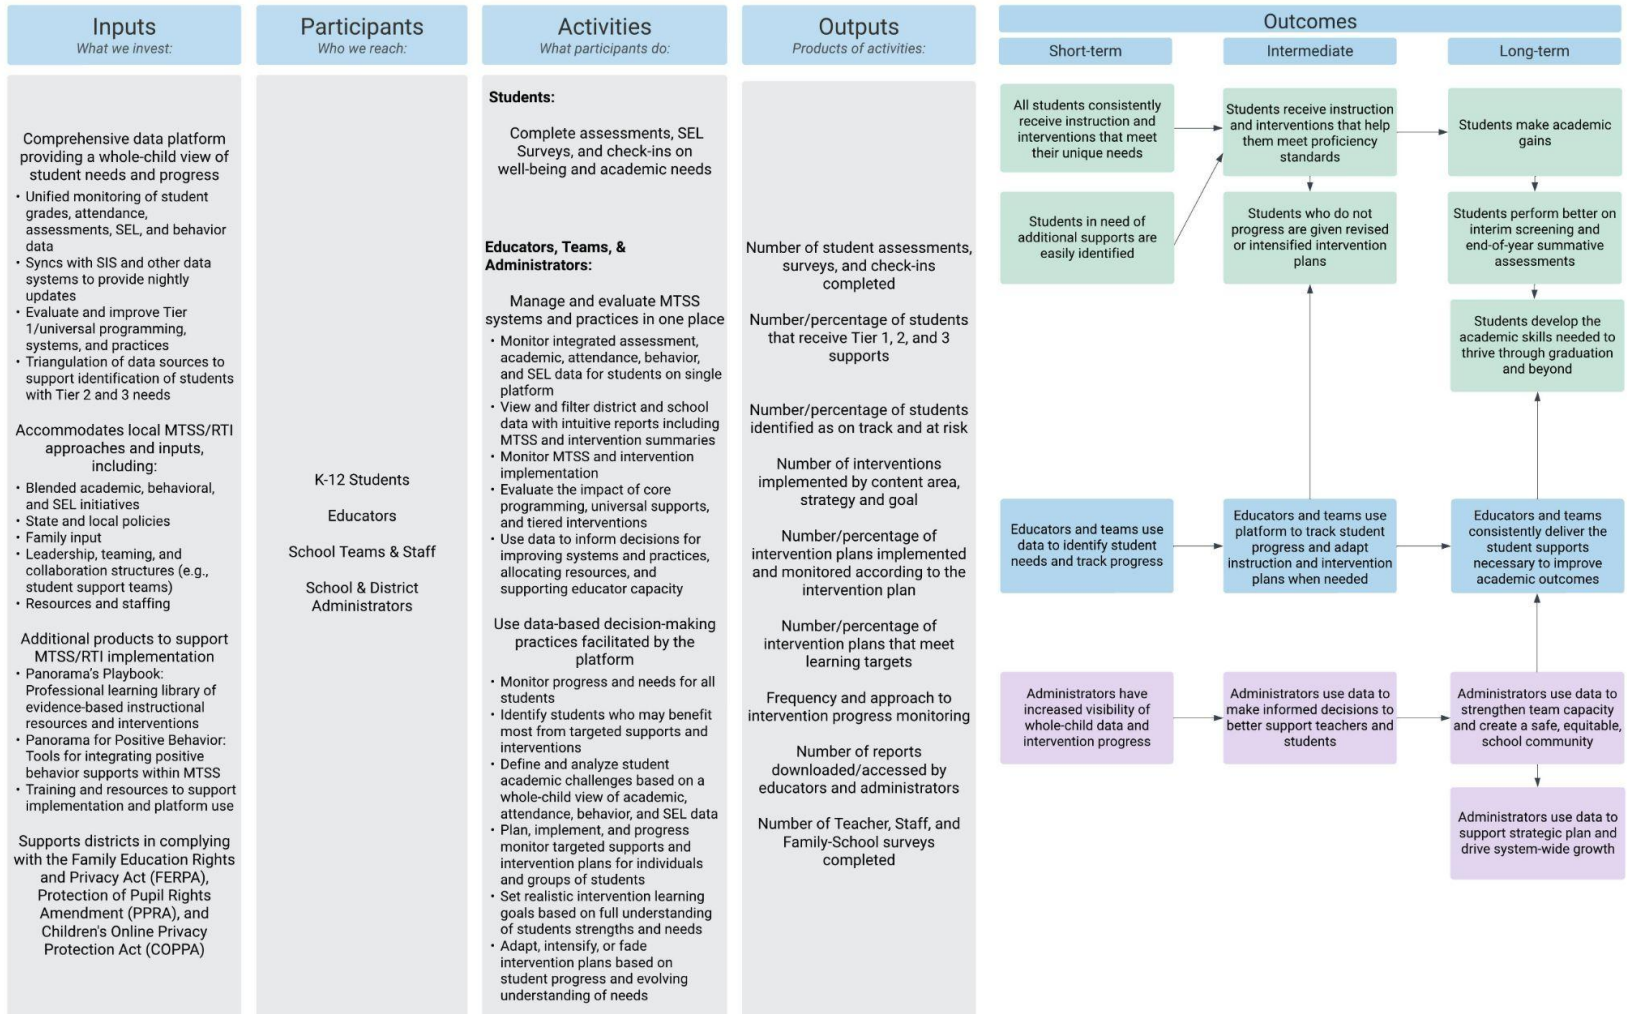 Inputs
What we invest:
Comprehensive data platform
providing a whole-child view of
student needs and progress
• Unified monitoring of student
grades, attendance,
assessments, SEL, and behavior
data
• Syncs with SIS and other data
systems to provide nightly
updates
• Evaluate and improve Tier
1/universal programming,
systems, and practices
• Triangulation of data sources to
support identification of students
with Tier 2 and 3 needs
Accommodates local MTSS/RTI
approaches and inputs,
including:
• Blended academic, behavioral,
and SEL initiatives
• State and local policies
• Family input
• Leadership, teaming, and
collaboration structures (e.g.,
student support teams)
• Resources and staffing
Additional products to support
MTSS/RTI implementation
• Panorama's Playbook:
Professional learning library of
evidence-based instructional
resources and interventions
• Panorama for Positive Behavior:
Tools for integrating positive
behavior supports within MTSS
• Training and resources to support
implementation and platform use
Supports districts in complying
with the Family Education Rights
and Privacy Act (FERPA),
Protection of Pupil Rights
Amendment (PPRA), and
Children's Online Privacy
Protection Act (COPPA)
Participants
Who we reach:
K-12 Students
Educators
School Teams & Staff
School & District
Administrators
Activities
What participants do:
Students:
Complete assessments, SEL
Surveys, and check-ins on
well-being and academic needs
Educators, Teams, &
Administrators:
Manage and evaluate MTSS
systems and practices in one place
• Monitor integrated assessment,
academic, attendance, behavior,
and SEL data for students on single
platform
• View and filter district and school
data with intuitive reports including
MTSS and intervention summaries
• Monitor MTSS and intervention
implementation
• Evaluate the impact of core
programming, universal supports,
and tiered interventions
• Use data to inform decisions for
improving systems and practices,
allocating resources, and
supporting educator capacity
Use data-based decision-making
practices facilitated by the
platform
• Monitor progress and needs for all
students
• Identify students who may benefit
most from targeted supports and
interventions
• Define and analyze student
academic challenges based on a
whole-child view of academic,
attendance, behavior, and SEL data
• Plan, implement, and progress
monitor targeted supports and
intervention plans for individuals
and groups of students
• Set realistic intervention learning
goals based on full understanding
of students strengths and needs
• Adapt, intensify, or fade
intervention plans based on
student progress and evolving
understanding of needs
Outputs
Products of activities:
Number of student assessments,
surveys, and check-ins
completed
Number/percentage of students
that receive Tier 1, 2, and 3
supports
Number/percentage of students
identified as on track and at risk
Number of interventions
implemented by content area,
strategy and goal
Number/percentage of
intervention plans implemented
and monitored according to the
intervention plan
Number/percentage of
intervention plans that meet
learning targets
Frequency and approach to
intervention progress monitoring
Number of reports
downloaded/accessed by
educators and administrators
Number of Teacher, Staff, and
Family-School surveys
completed
Outcomes
Short-term
Intermediate
Long-term
All students consistently
receive instruction and
interventions that meet
their unique needs
Students receive instruction
and interventions that help
them meet proficiency
standards
Students make academic
gains
Students in need of
additional supports are
easily identified
Students who do not
progress are given revised
or intensified intervention
plans
Students perform better on
interim screening and
end-of-year summative
assessments
Students develop the
academic skills needed to
thrive through graduation
and beyond
Educators and teams use
data to identify student
needs and track progress
Educators and teams use
platform to track student
progress and adapt
instruction and intervention
plans when needed
Educators and teams
consistently deliver the
student supports
necessary to improve
academic outcomes
Administrators have
increased visibility of
whole-child data and
intervention progress
Administrators use data to
make informed decisions to
better support teachers and
students
Administrators use data to
strengthen team capacity
and create a safe, equitable,
school community
Administrators use data to
support strategic plan and
drive system-wide growth